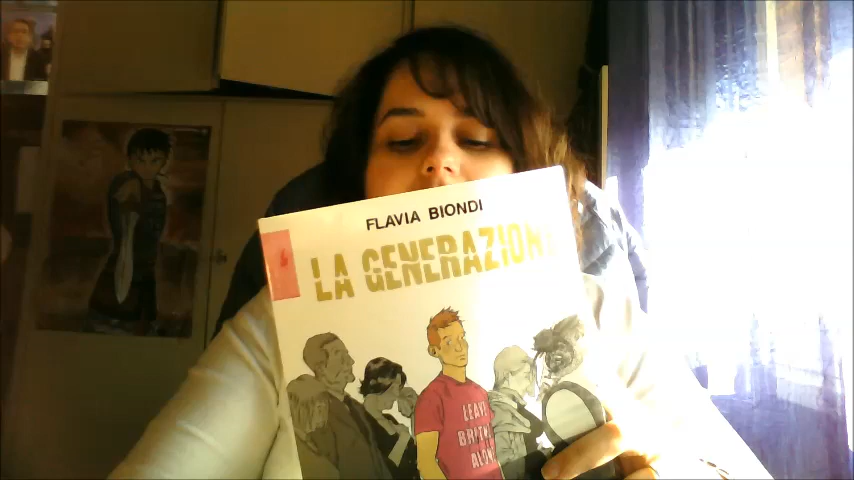 FLAVIA BIONDI
LA GENERAZIONE
LEAVE
BRITNEY
ALONE